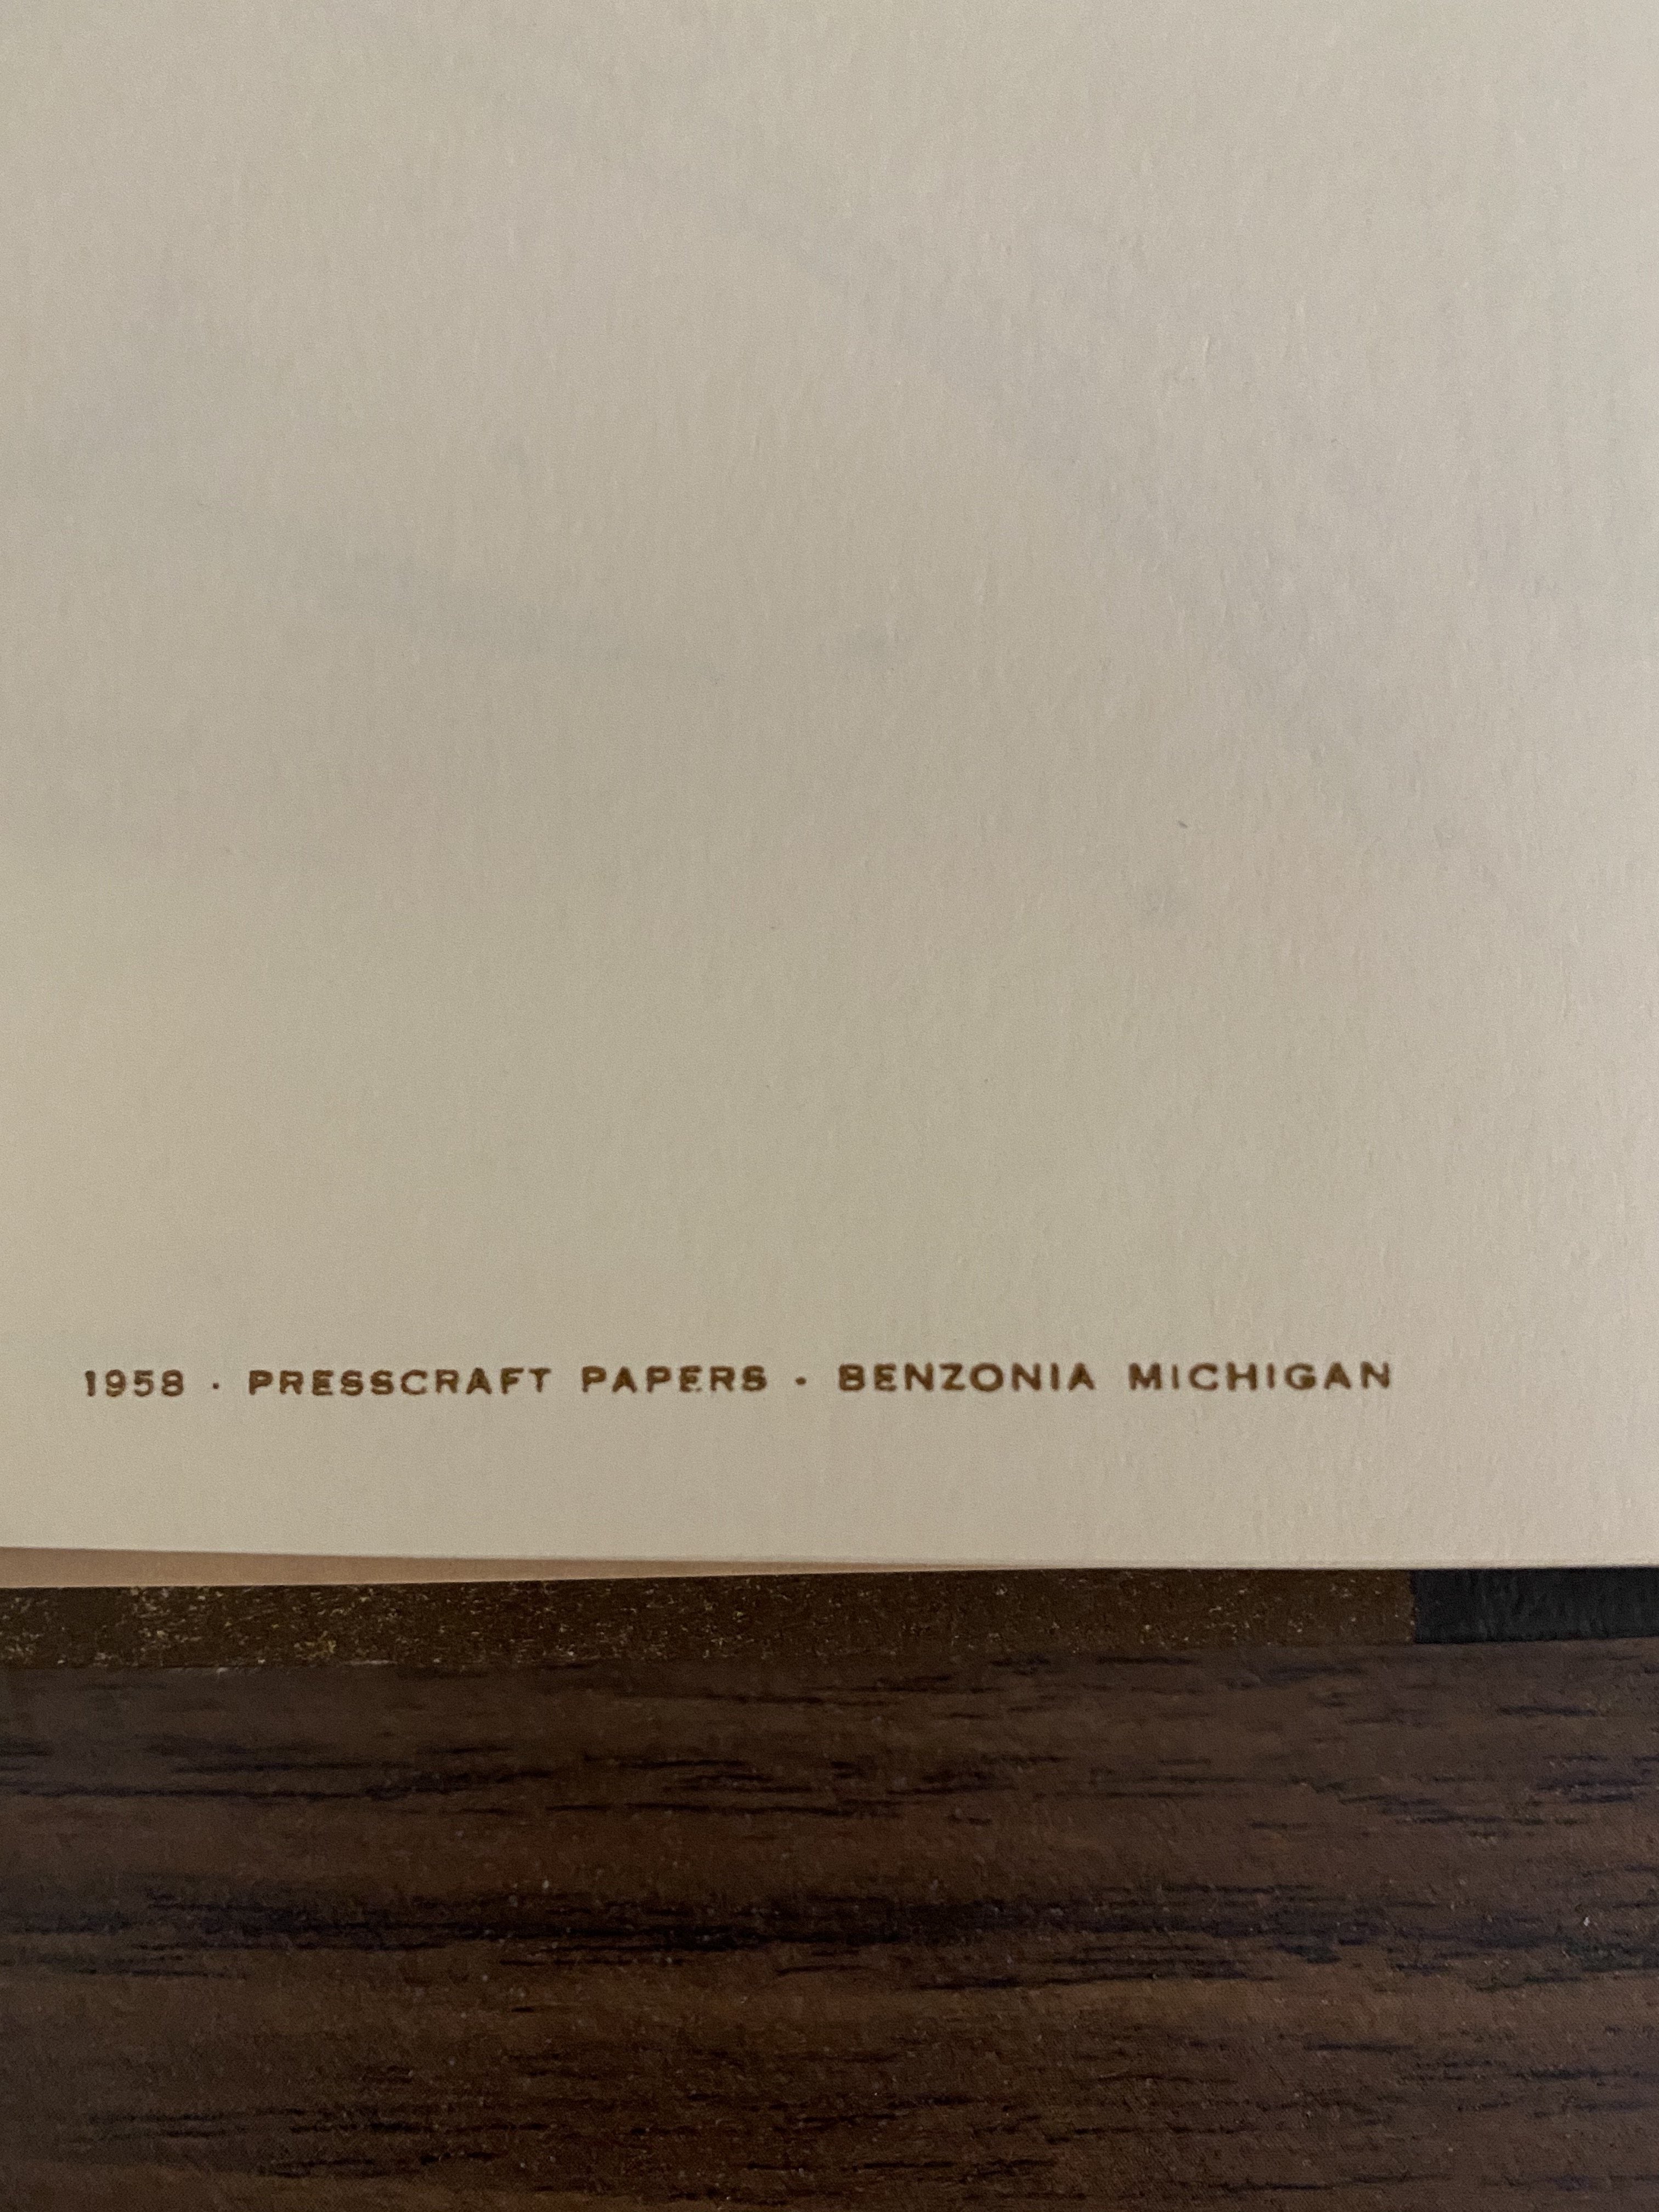 1958 · PRESSCRAFT PAPERS · BENZONIA MICHIGAN